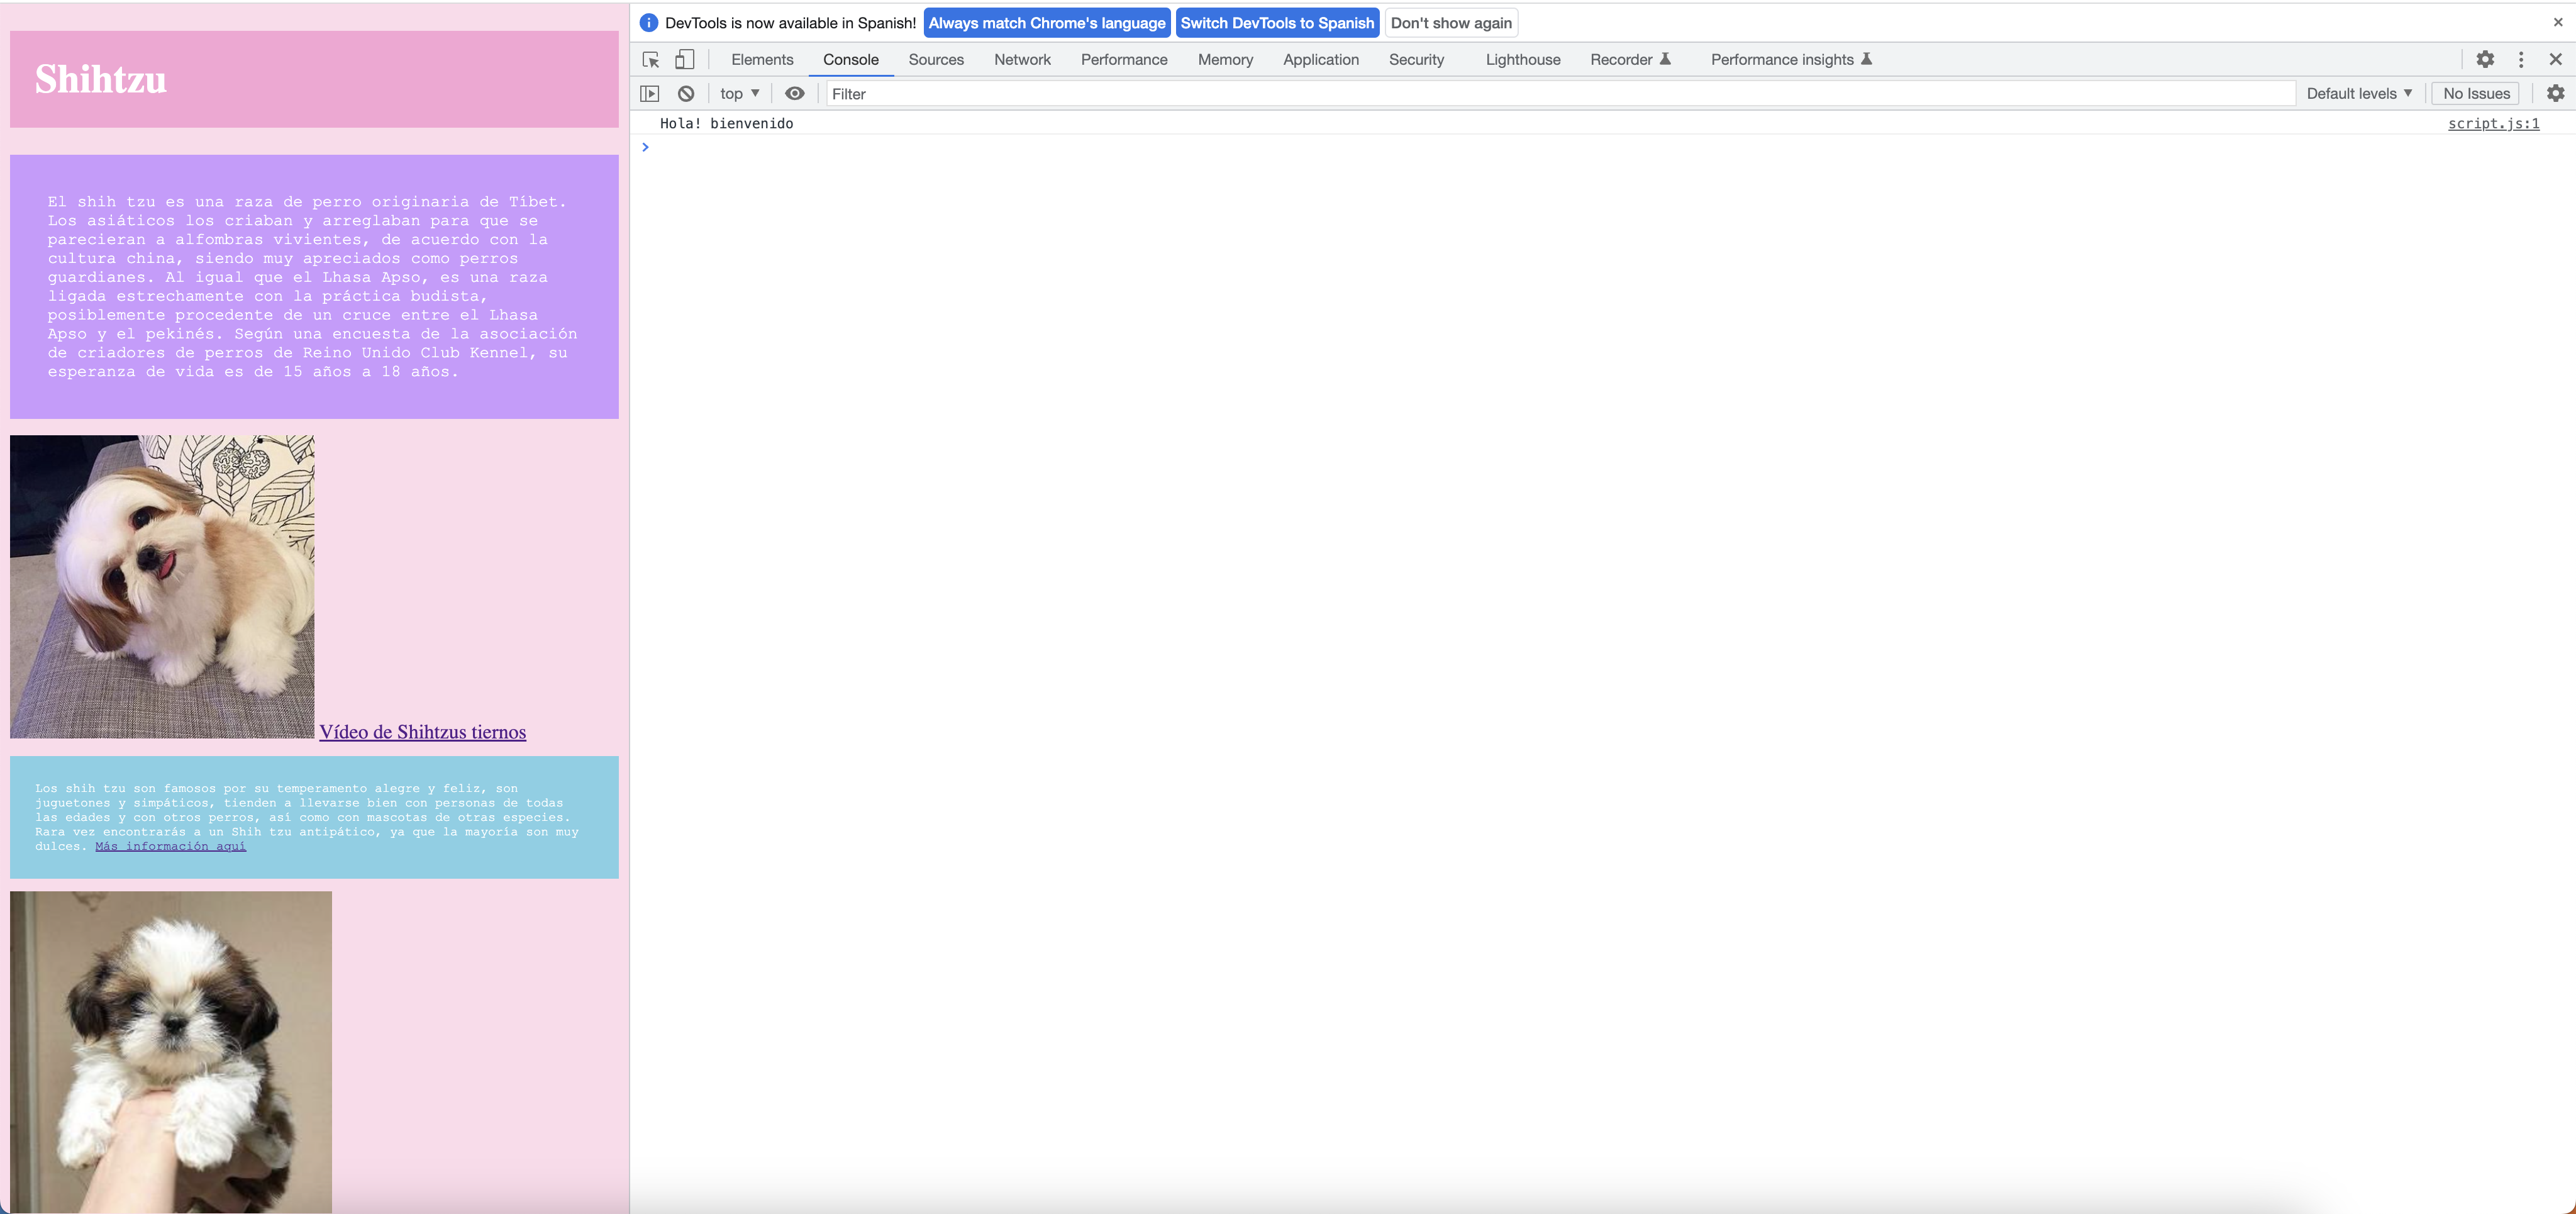 Shihtzu
El shih tzu es una raza de perro originaria de Tíbet.
Los asiáticos los criaban y arreglaban para que se
parecieran a alfombras vivientes, de acuerdo con la
cultura china, siendo muy apreciados como perros
guardianes. Al igual que el Lhasa Apso, es una raza
ligada estrechamente con la práctica budista,
posiblemente procedente de un cruce entre el Lhasa
Apso y el pekinés. Según una encuesta de la asociación
de criadores de perros de Reino Unido Club Kennel, su
esperanza de vida es de 15 años a 18 años.
Vídeo de Shihtzus tiernos
Los shih tzu son famosos por su temperamento alegre y feliz, son
juguetones y simpáticos, tienden a llevarse bien con personas de todas
las edades y con otros perros, así como con mascotas de otras especies.
Rara vez encontrarás a un Shih tzu antipático, ya que la mayoría son muy
dulces. Más información aquí
DevTools is now available in Spanish! Always match Chrome's language Switch DevTools to Spanish Don't show again
Elements Console Sources Network Performance Memory Application Security Lighthouse Recorder Performance insights
top Filter Default levels No Issues
Hola! bienvenido script.js:1